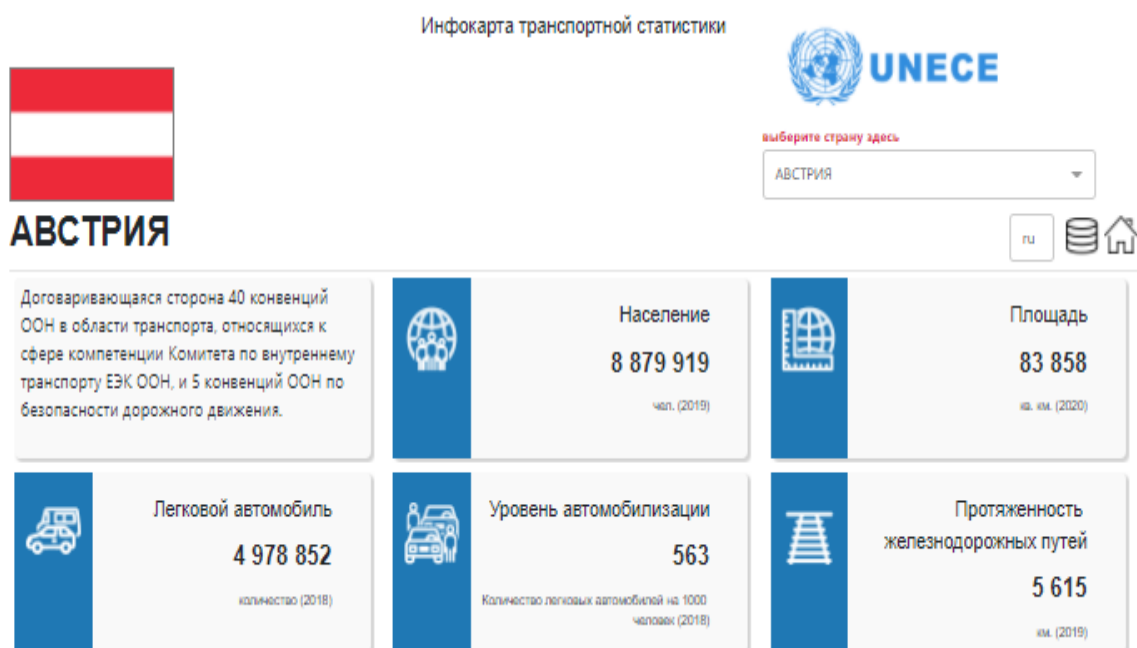 Инфокарта транспортной статистики
UNECE
выберите страну здесь
АВСТРИЯ
АВСТРИЯ
ru
Договаривающаяся сторона 40 конвенций
ООН в области транспорта, относящихся к
сфере компетенции Комитета по внутреннему
транспорту ЕЭК ООН, и 5 конвенций ООН по
безопасности дорожного движения.
Население
8 879 919
чел. (2019)
Площадь
83 858
кв. км. (2020)
Легковой автомобиль
4 978 852
количество (2018)
Уровень автомобилизации
563
Количество легковых автомобилей на 1000
человек (2018)
Протяженность
железнодорожных путей
5 615
км. (2019)